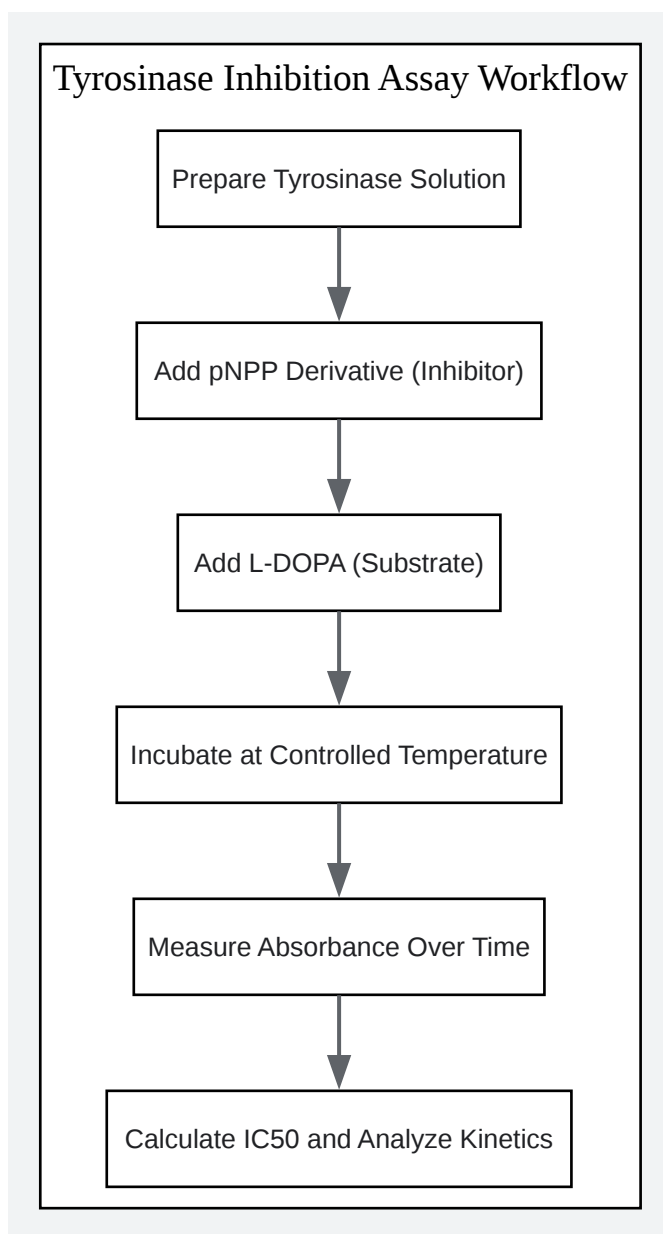 Tyrosinase Inhibition Assay Workflow
Prepare Tyrosinase Solution
Add pNPP Derivative (Inhibitor)
Add L-DOPA (Substrate)
Incubate at Controlled Temperature
Measure Absorbance Over Time
Calculate IC50 and Analyze Kinetics